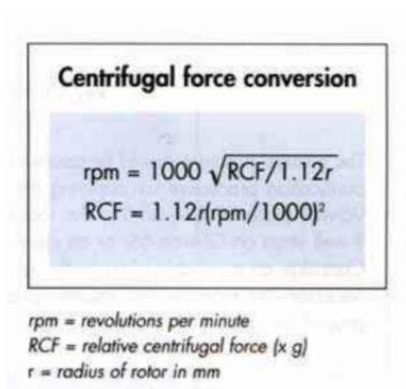 Centrifugal force conversion
rpm = 1000 √RCF/1.12r
RCF = 1.12r(rpm/1000)²
rpm = revolutions per minute
RCF = relative centrifugal force (x g)
r = radius of rotor in mm